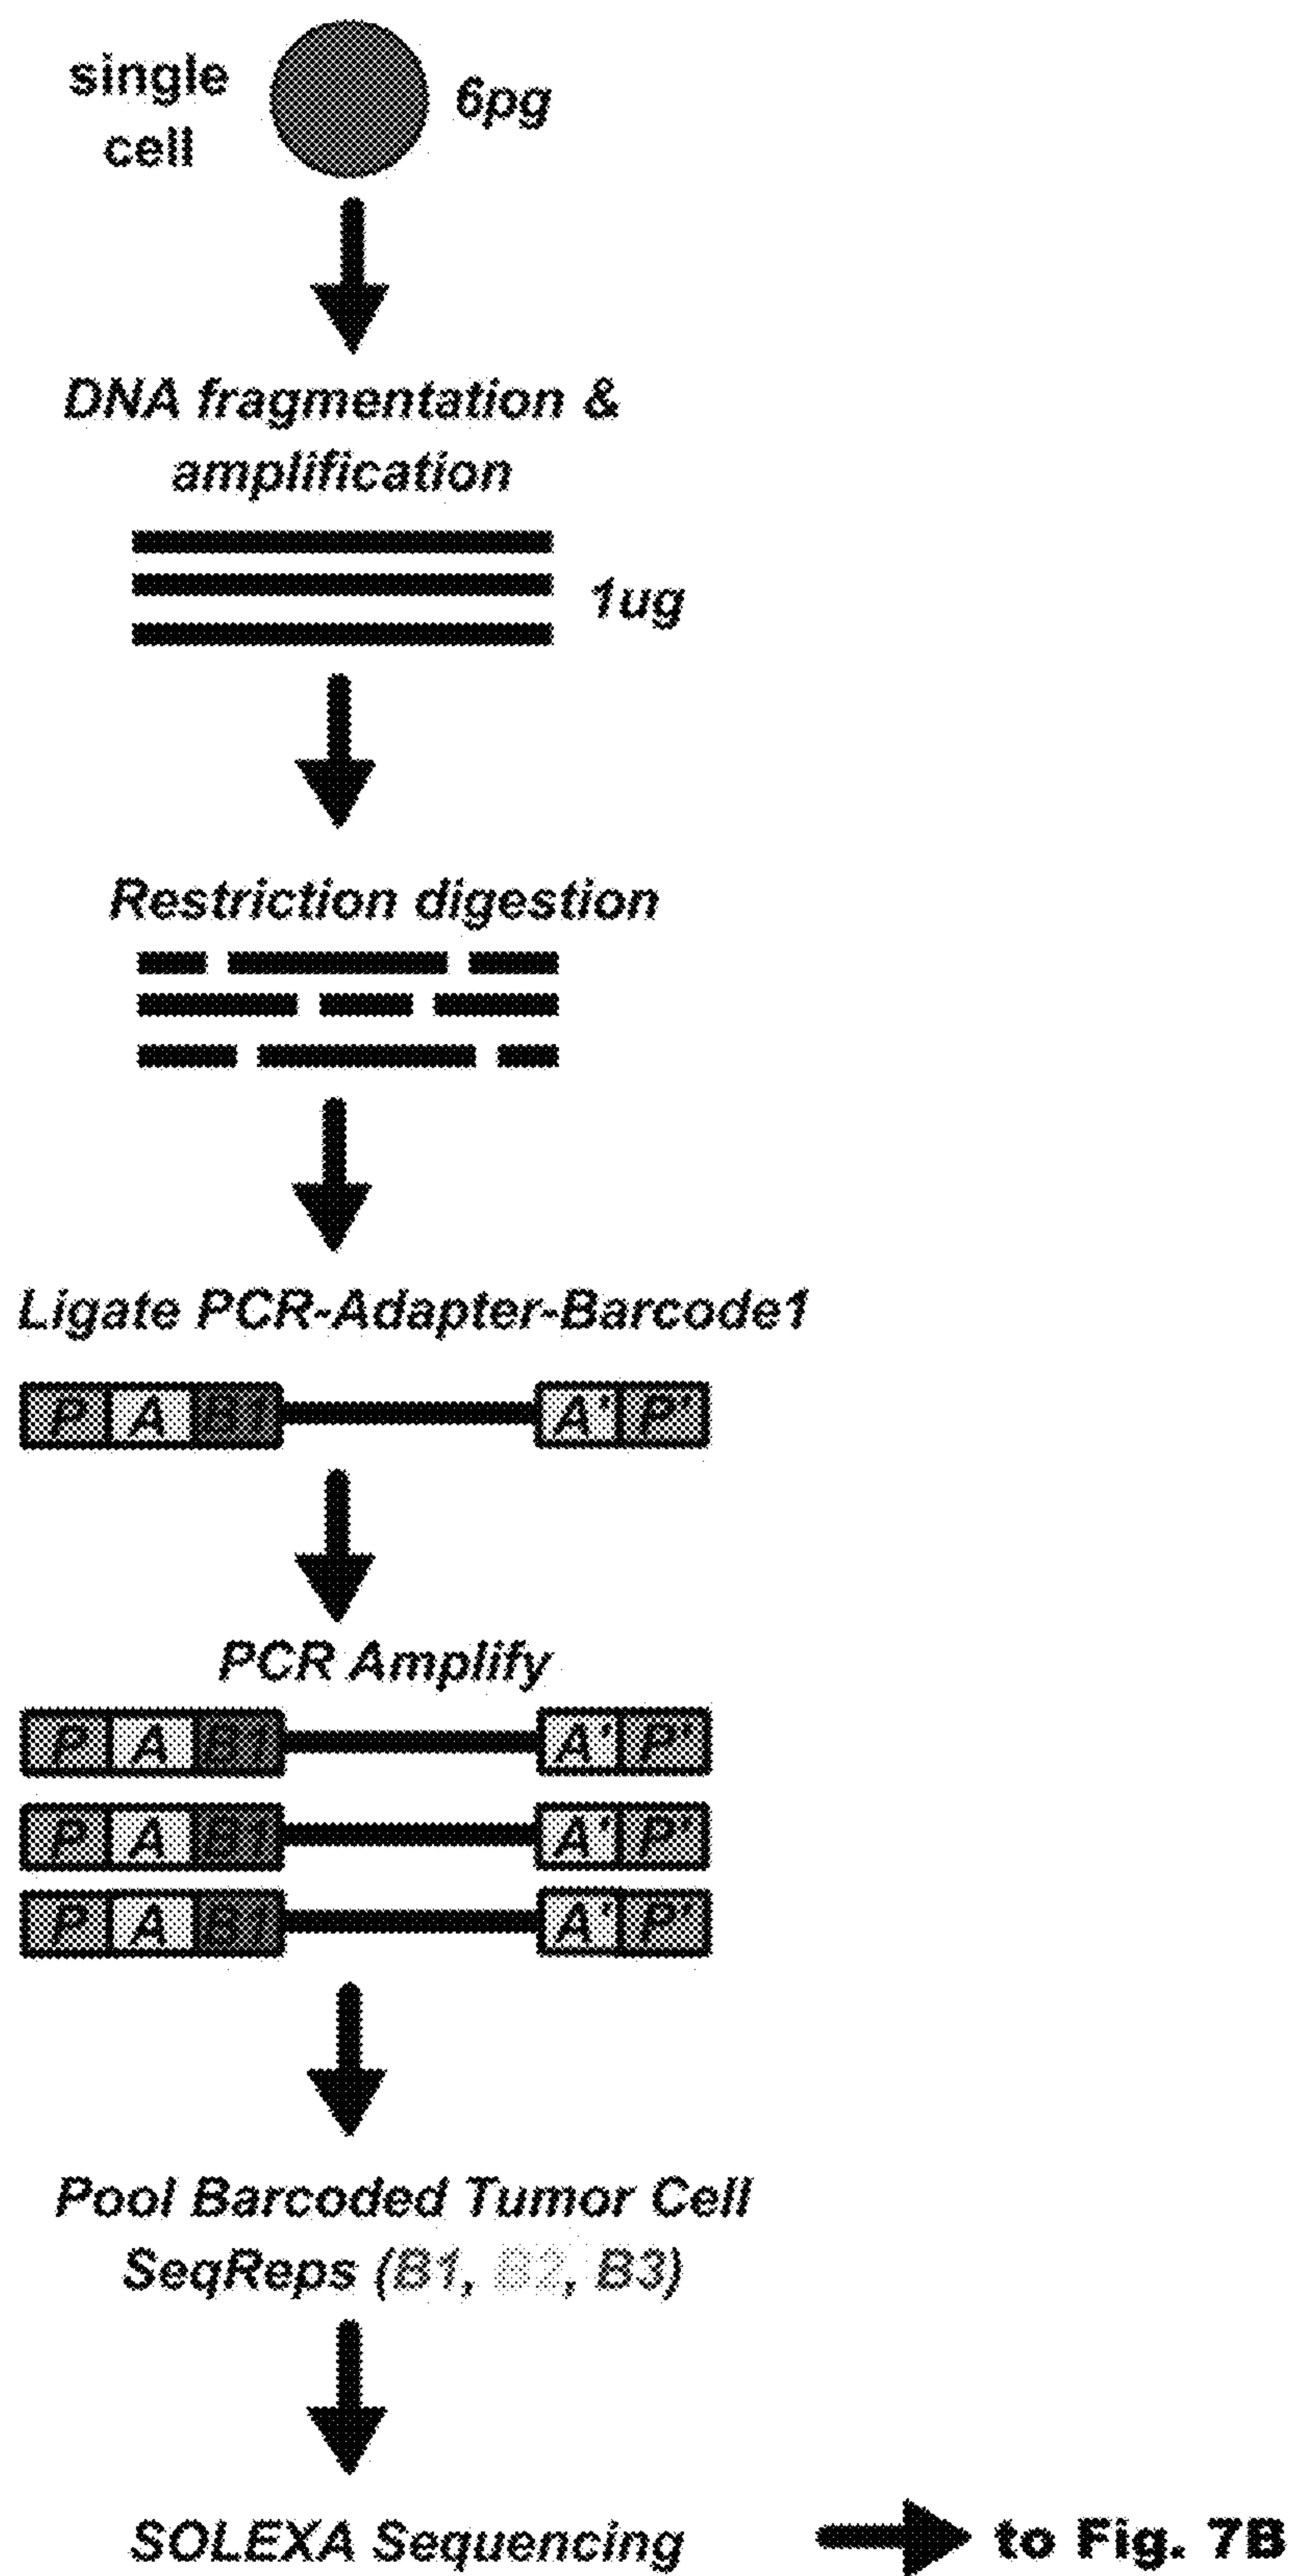 single
cell
6pg
DNA fragmentation &
amplification
1ug
Restriction digestion
Ligate PCR-Adapter-Barcode1
P A B1 A' P'
PCR Amplify
P A B1 A' P'
P A B1 A' P'
P A B1 A' P'
Pool Barcoded Tumor Cell
SeqReps (B1, B2, B3)
SOLEXA Sequencing
to Fig. 7B